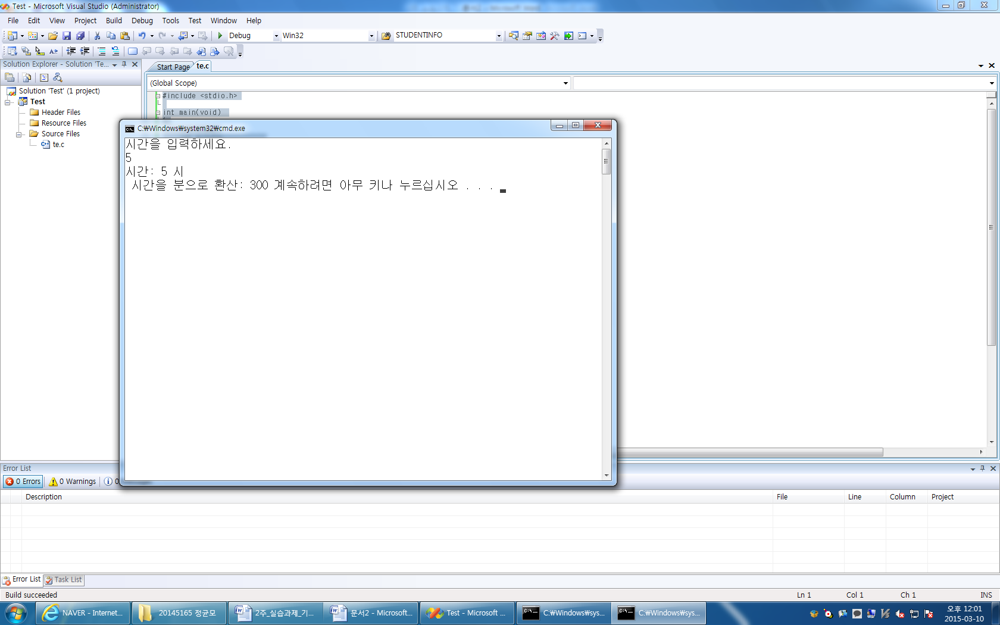 Test - Microsoft Visual Studio (Administrator)
File Edit View Project Build Debug Tools Test Window Help
Debug Win32 STUDENTINFO
Solution Explorer - Solution 'Te...
Start Page te.c
(Global Scope)
Solution 'Test' (1 project)
Test
Header Files
Resource Files
Source Files
te.c
#include <stdio.h>
int main(void)
C:₩Windows₩system32₩cmd.exe
시간을 입력하세요.
5
시간: 5 시
시간을 분으로 환산: 300 계속하려면 아무 키나 누르십시오 . . .
Error List
0 Errors 0 Warnings 0
Description File Line Column Project
Error List Task List
Build succeeded Ln 1 Col 1 Ch 1 INS
NAVER - Internet... 20145165 정균모 2주_실습과제_기... 문서2 - Microsoft... Test - Microsoft ... C:₩Windows₩sys... C:₩Windows₩sys...
오후 12:01
2015-03-10